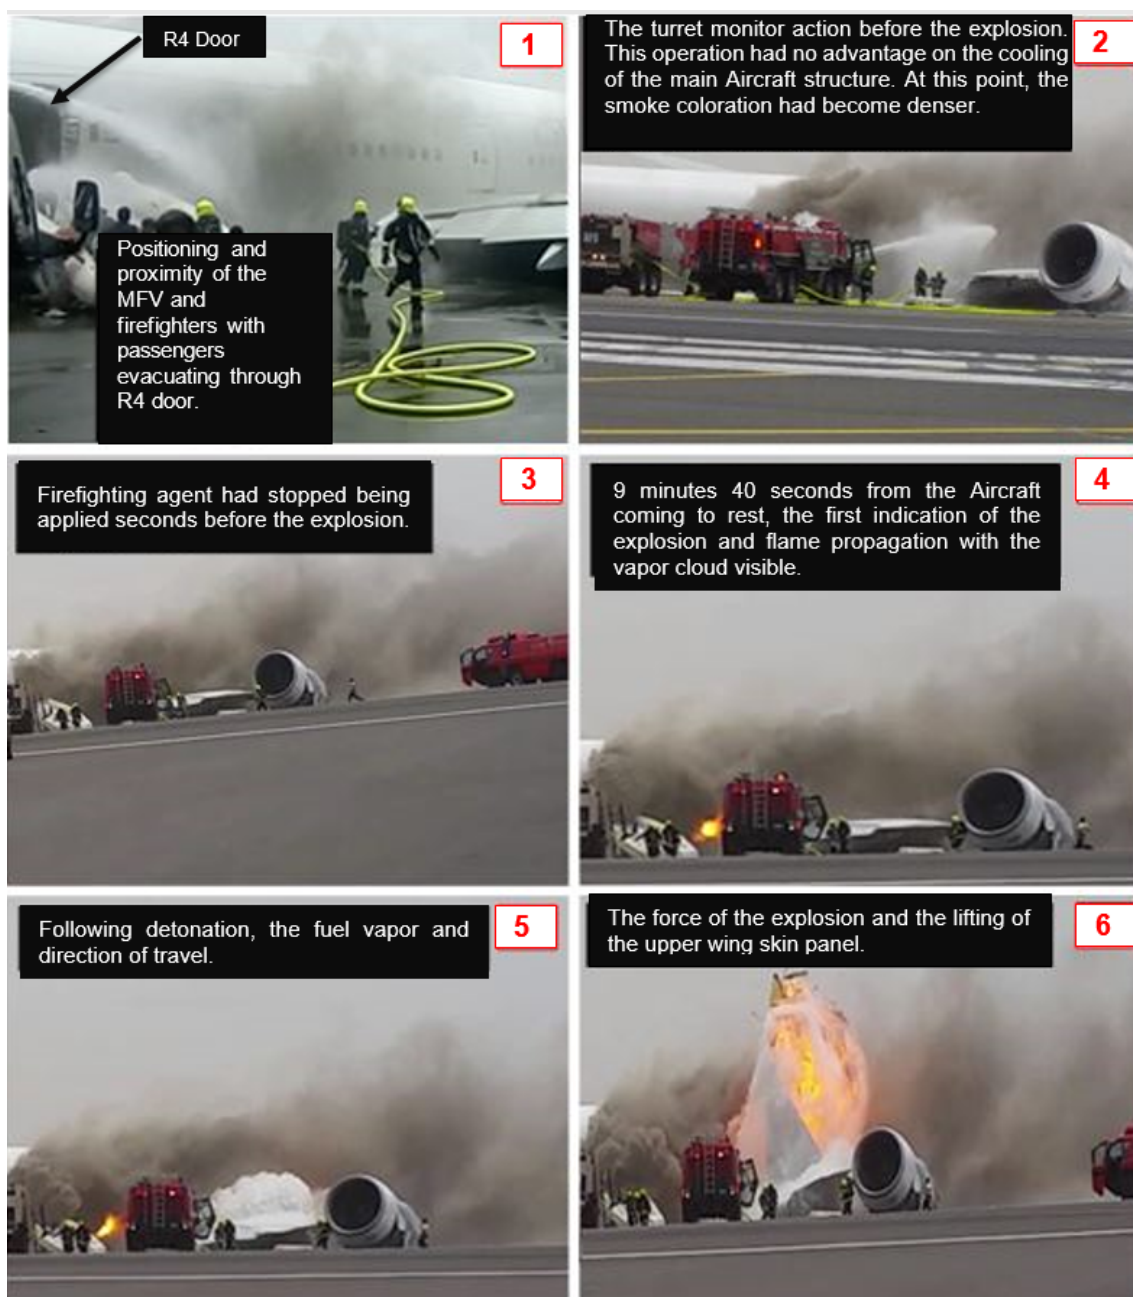 R4 Door
1
Positioning and
proximity of the
MFV and
firefighters with
passengers
evacuating through
R4 door.
The turret monitor action before the explosion.
This operation had no advantage on the cooling
of the main Aircraft structure. At this point, the
smoke coloration had become denser.
2
Firefighting agent had stopped being
applied seconds before the explosion.
3
9 minutes 40 seconds from the Aircraft
coming to rest, the first indication of the
explosion and flame propagation with the
vapor cloud visible.
4
Following detonation, the fuel vapor and
direction of travel.
5
The force of the explosion and the lifting of
the upper wing skin panel.
6